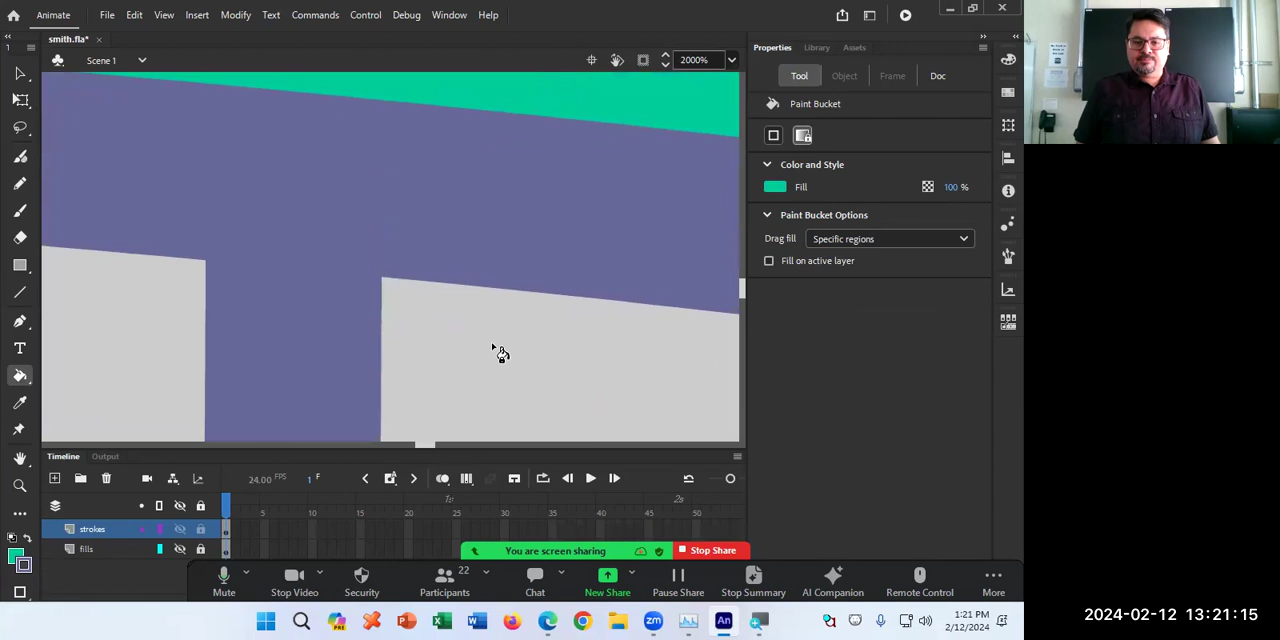 Animate File Edit View Insert Modify Text Commands Control Debug Window Help
smith.fla* ×
1 Scene 1 2000%
Properties Library Assets
Tool Object Frame Doc
Paint Bucket
Color and Style
Fill 100 %
Paint Bucket Options
Drag fill Specific regions
Fill on active layer
T
Timeline Output
24.00 FPS 1 F
1s 2s
5 10 15 20 25 30 35 40 45 50
strokes
fills
You are screen sharing Stop Share
22
Mute Stop Video Security Participants Chat New Share Pause Share Stop Summary AI Companion Remote Control More
1:21 PM
2/12/2024
2024-02-12 13:21:15